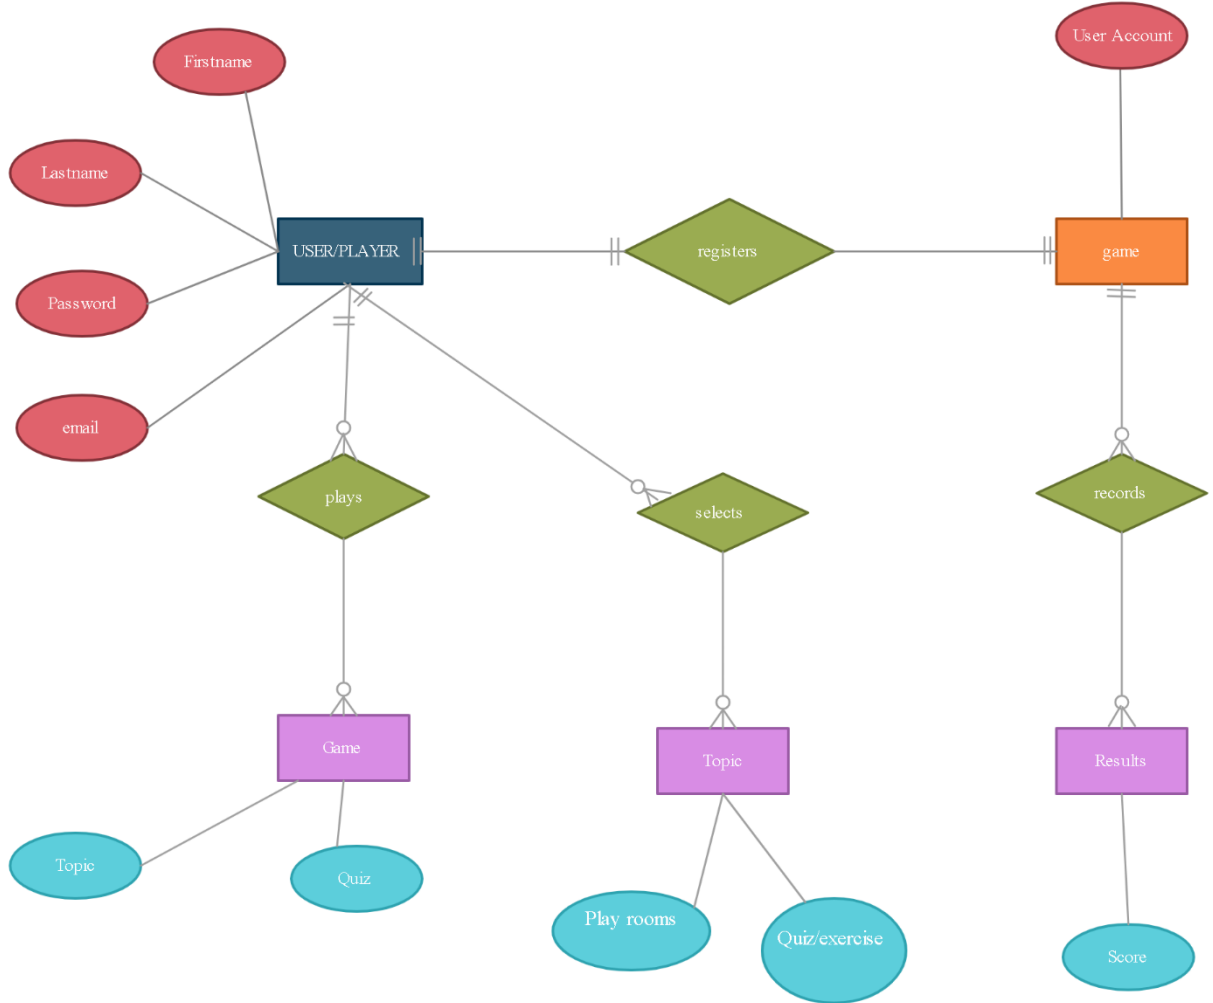 User Account
Firstname
Lastname
USER/PLAYER
registers
game
Password
email
plays
selects
records
Game
Topic
Results
Topic
Quiz
Play rooms
Quiz/exercise
Score